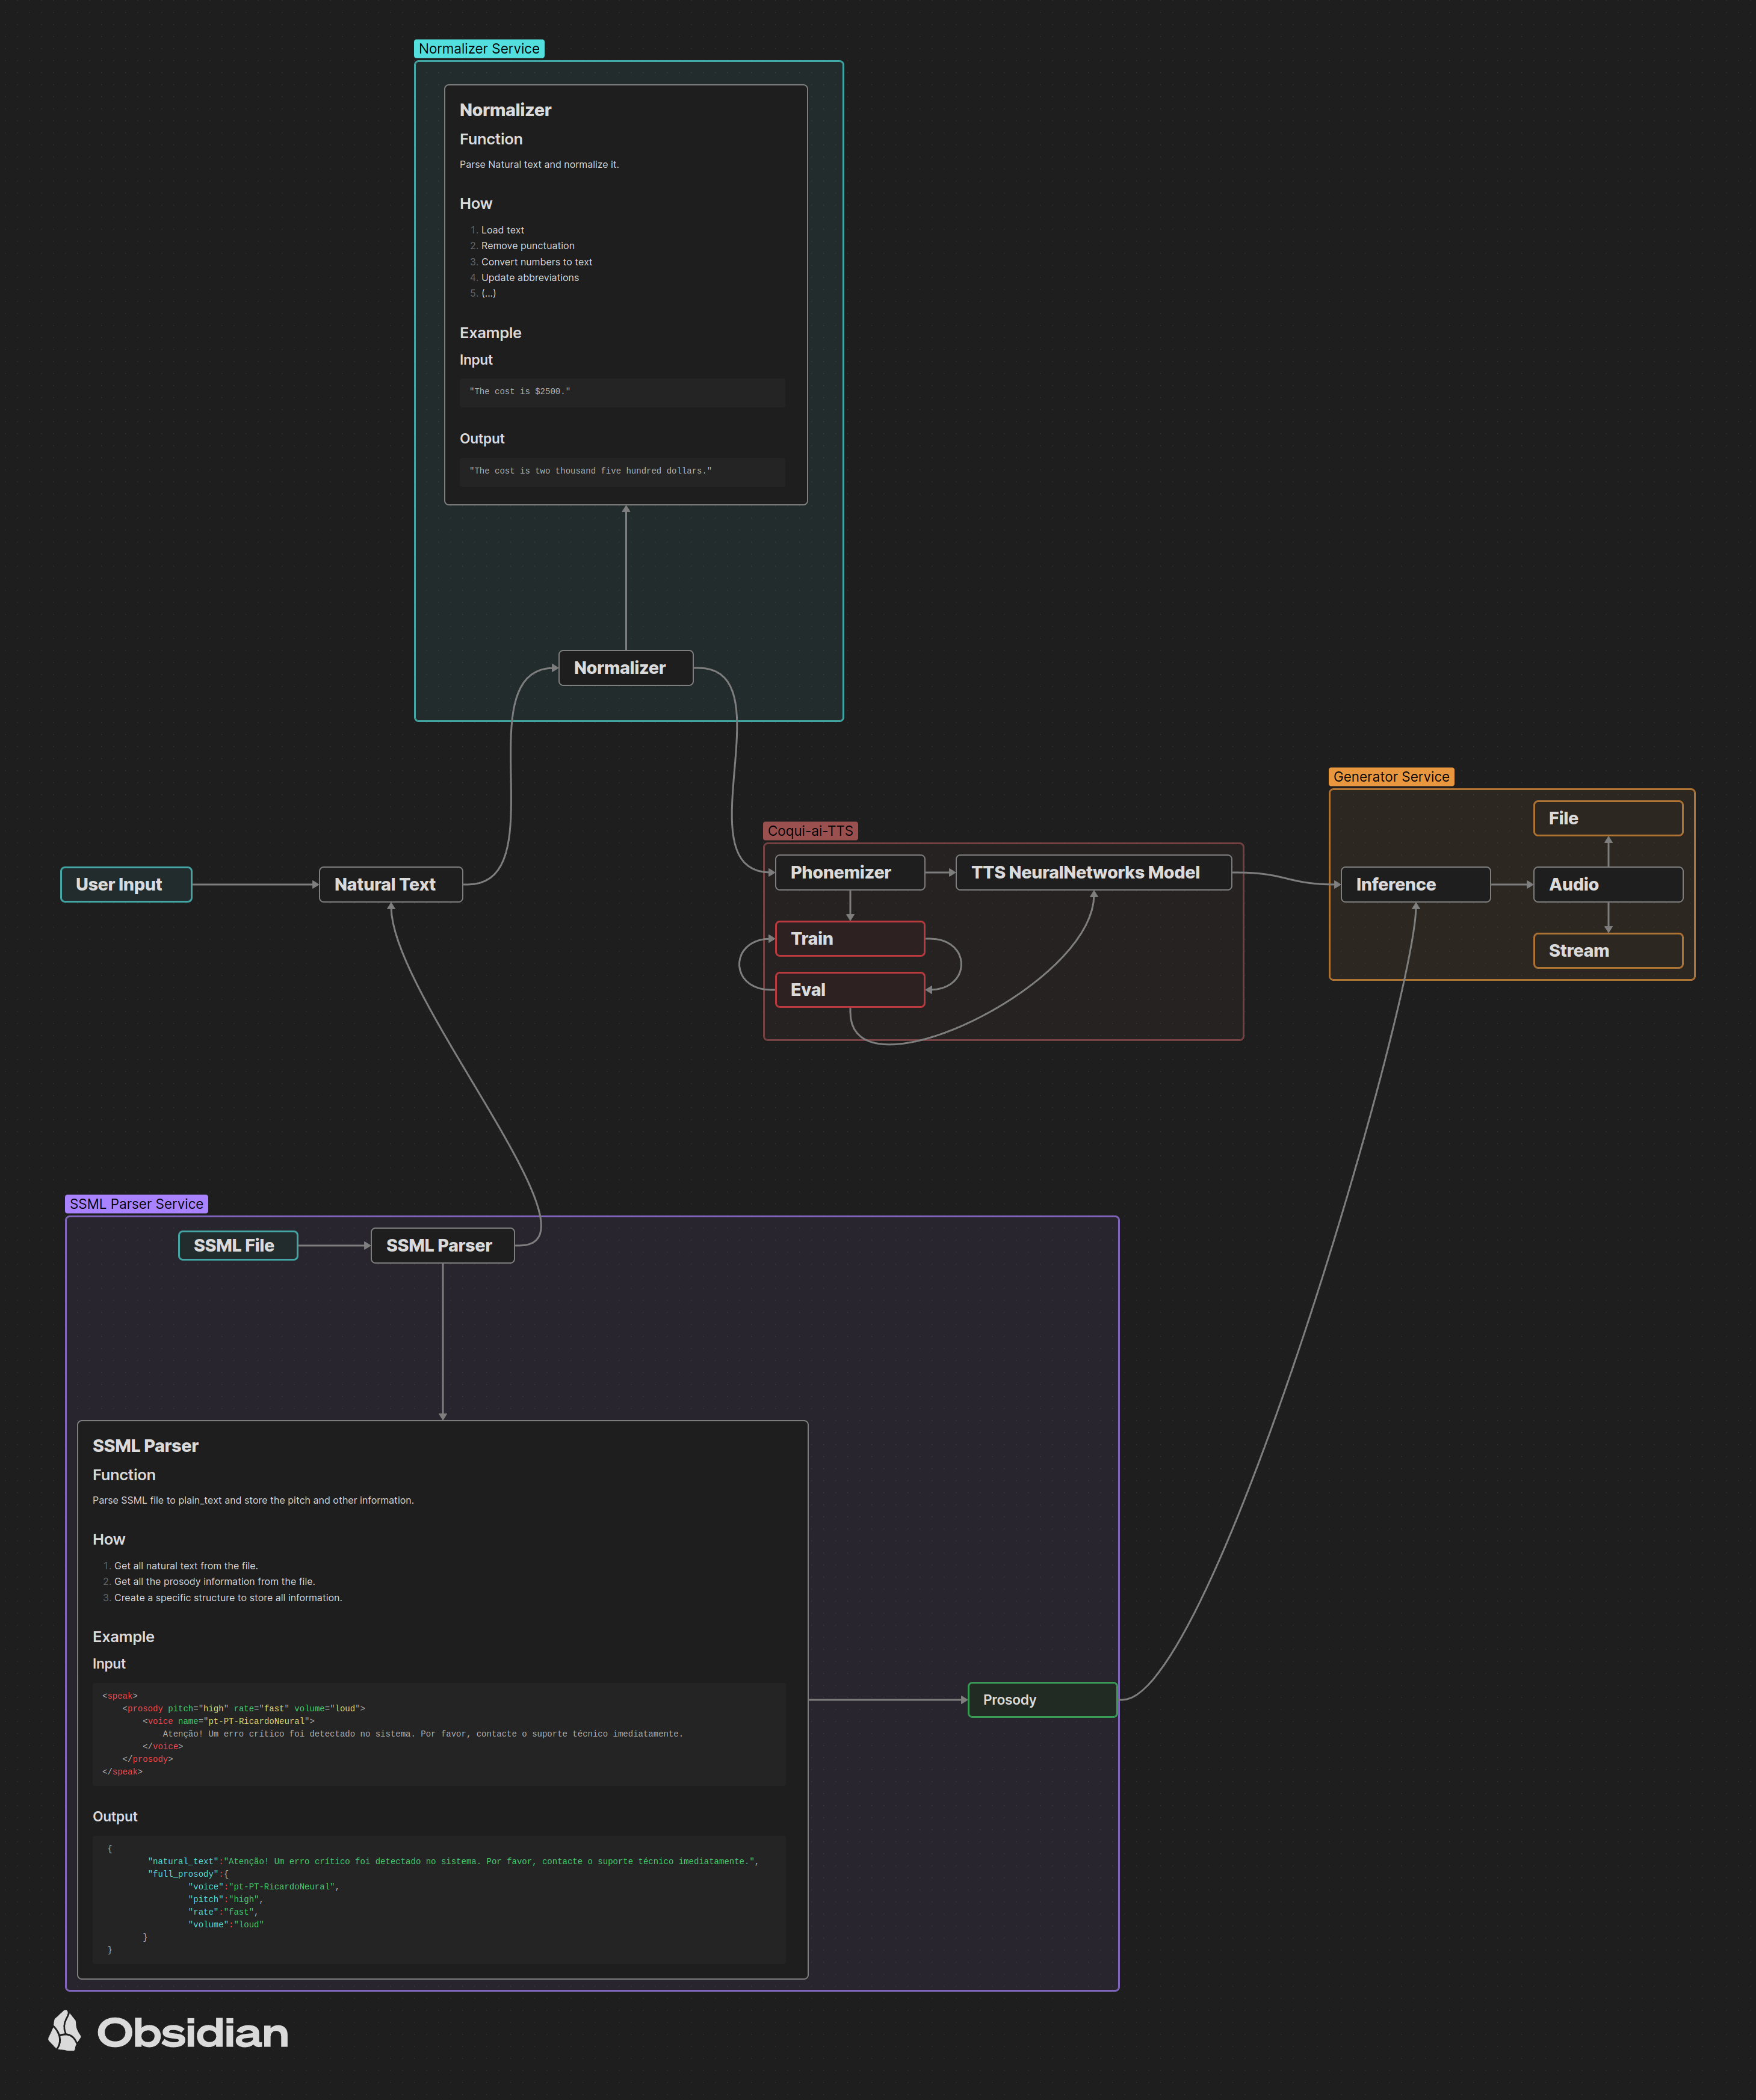 Normalizer Service
Normalizer
Function
Parse Natural text and normalize it.
How
1. Load text
2. Remove punctuation
3. Convert numbers to text
4. Update abbreviations
5. (...)
Example
Input
"The cost is $2500."
Output
"The cost is two thousand five hundred dollars."
Normalizer
User Input
Natural Text
Coqui-ai-TTS
Phonemizer
TTS NeuralNetworks Model
Train
Eval
Generator Service
File
Inference
Audio
Stream
SSML Parser Service
SSML File
SSML Parser
SSML Parser
Function
Parse SSML file to plain_text and store the pitch and other information.
How
1. Get all natural text from the file.
2. Get all the prosody information from the file.
3. Create a specific structure to store all information.
Example
Input
<speak>
<prosody pitch="high" rate="fast" volume="loud">
<voice name="pt-PT-RicardoNeural">
Atenção! Um erro crítico foi detectado no sistema. Por favor, contacte o suporte técnico imediatamente.
</voice>
</prosody>
</speak>
Output
{
"natural_text":"Atenção! Um erro crítico foi detectado no sistema. Por favor, contacte o suporte técnico imediatamente.",
"full_prosody":{
"voice":"pt-PT-RicardoNeural",
"pitch":"high",
"rate":"fast",
"volume":"loud"
}
}
Prosody
Obsidian